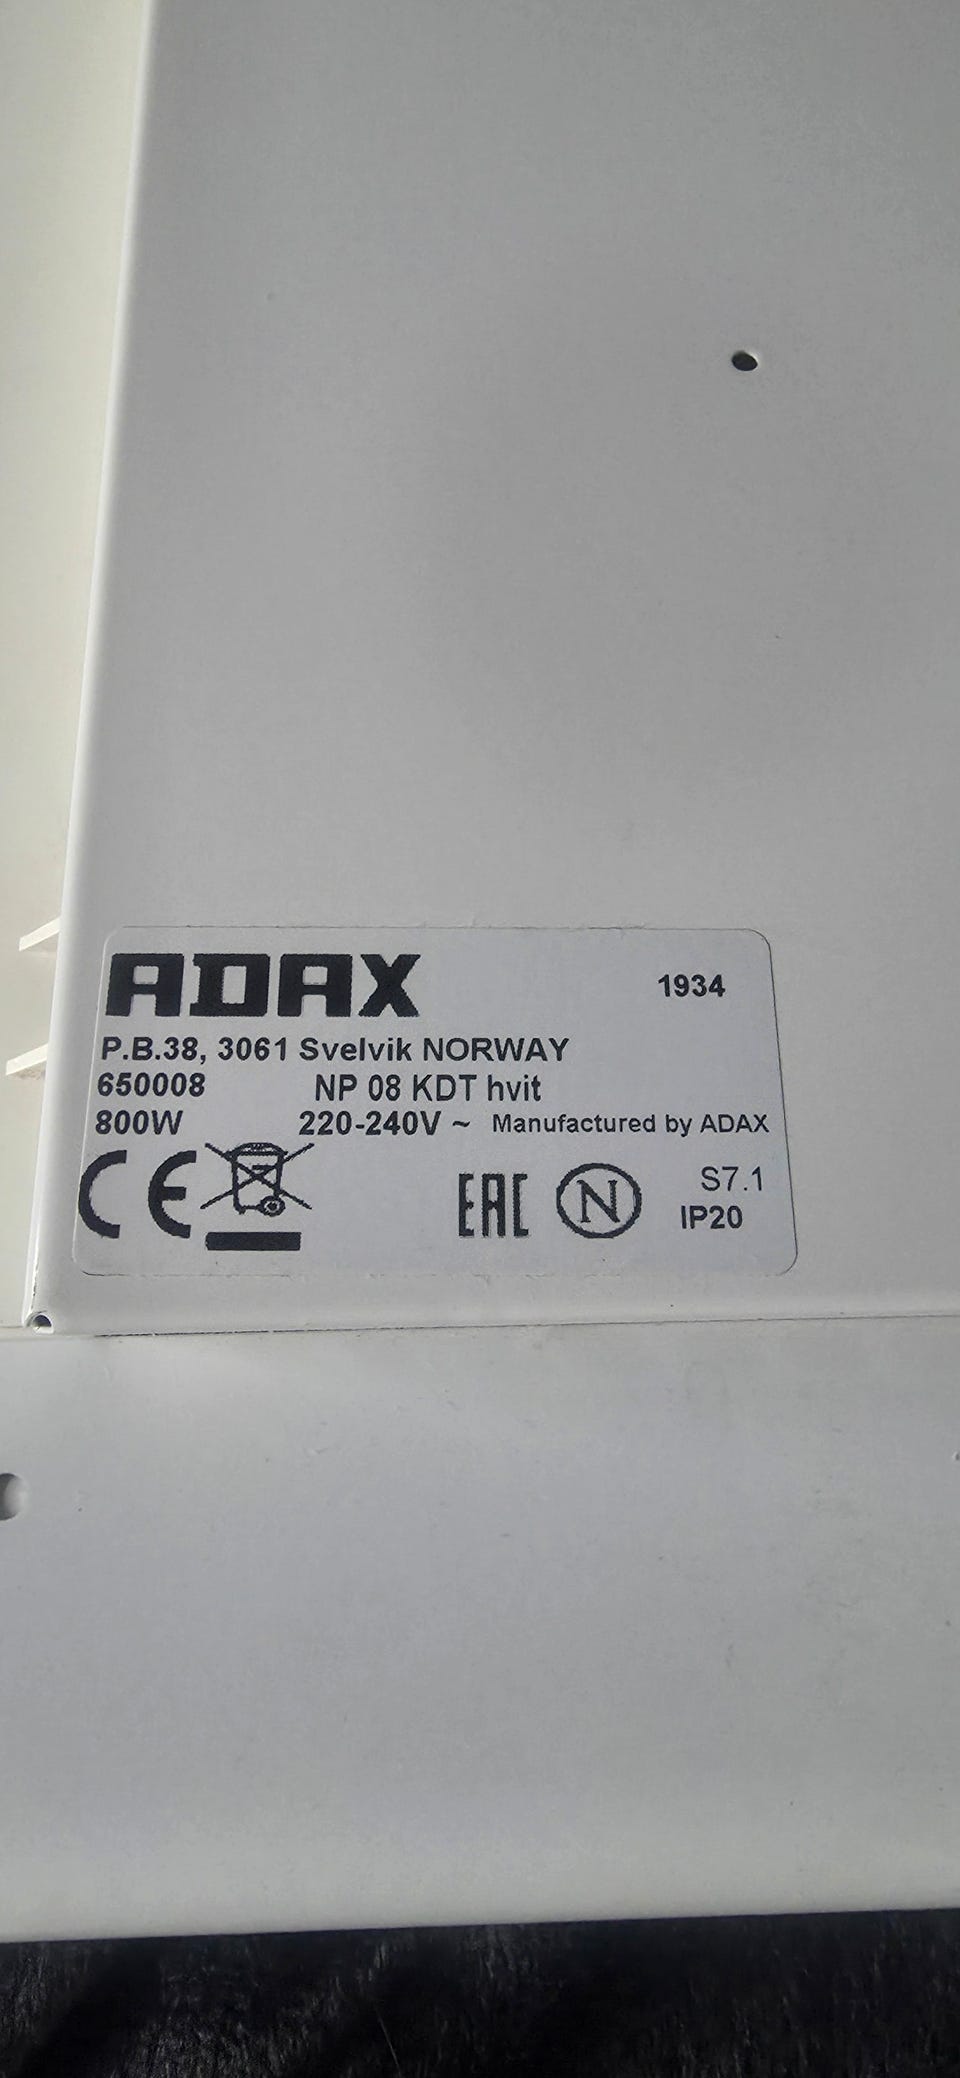 ADAX 1934
P.B.38, 3061 Svelvik NORWAY
650008 NP 08 KDT hvit
800W 220-240V ~ Manufactured by ADAX
CE EAC N S7.1
IP20